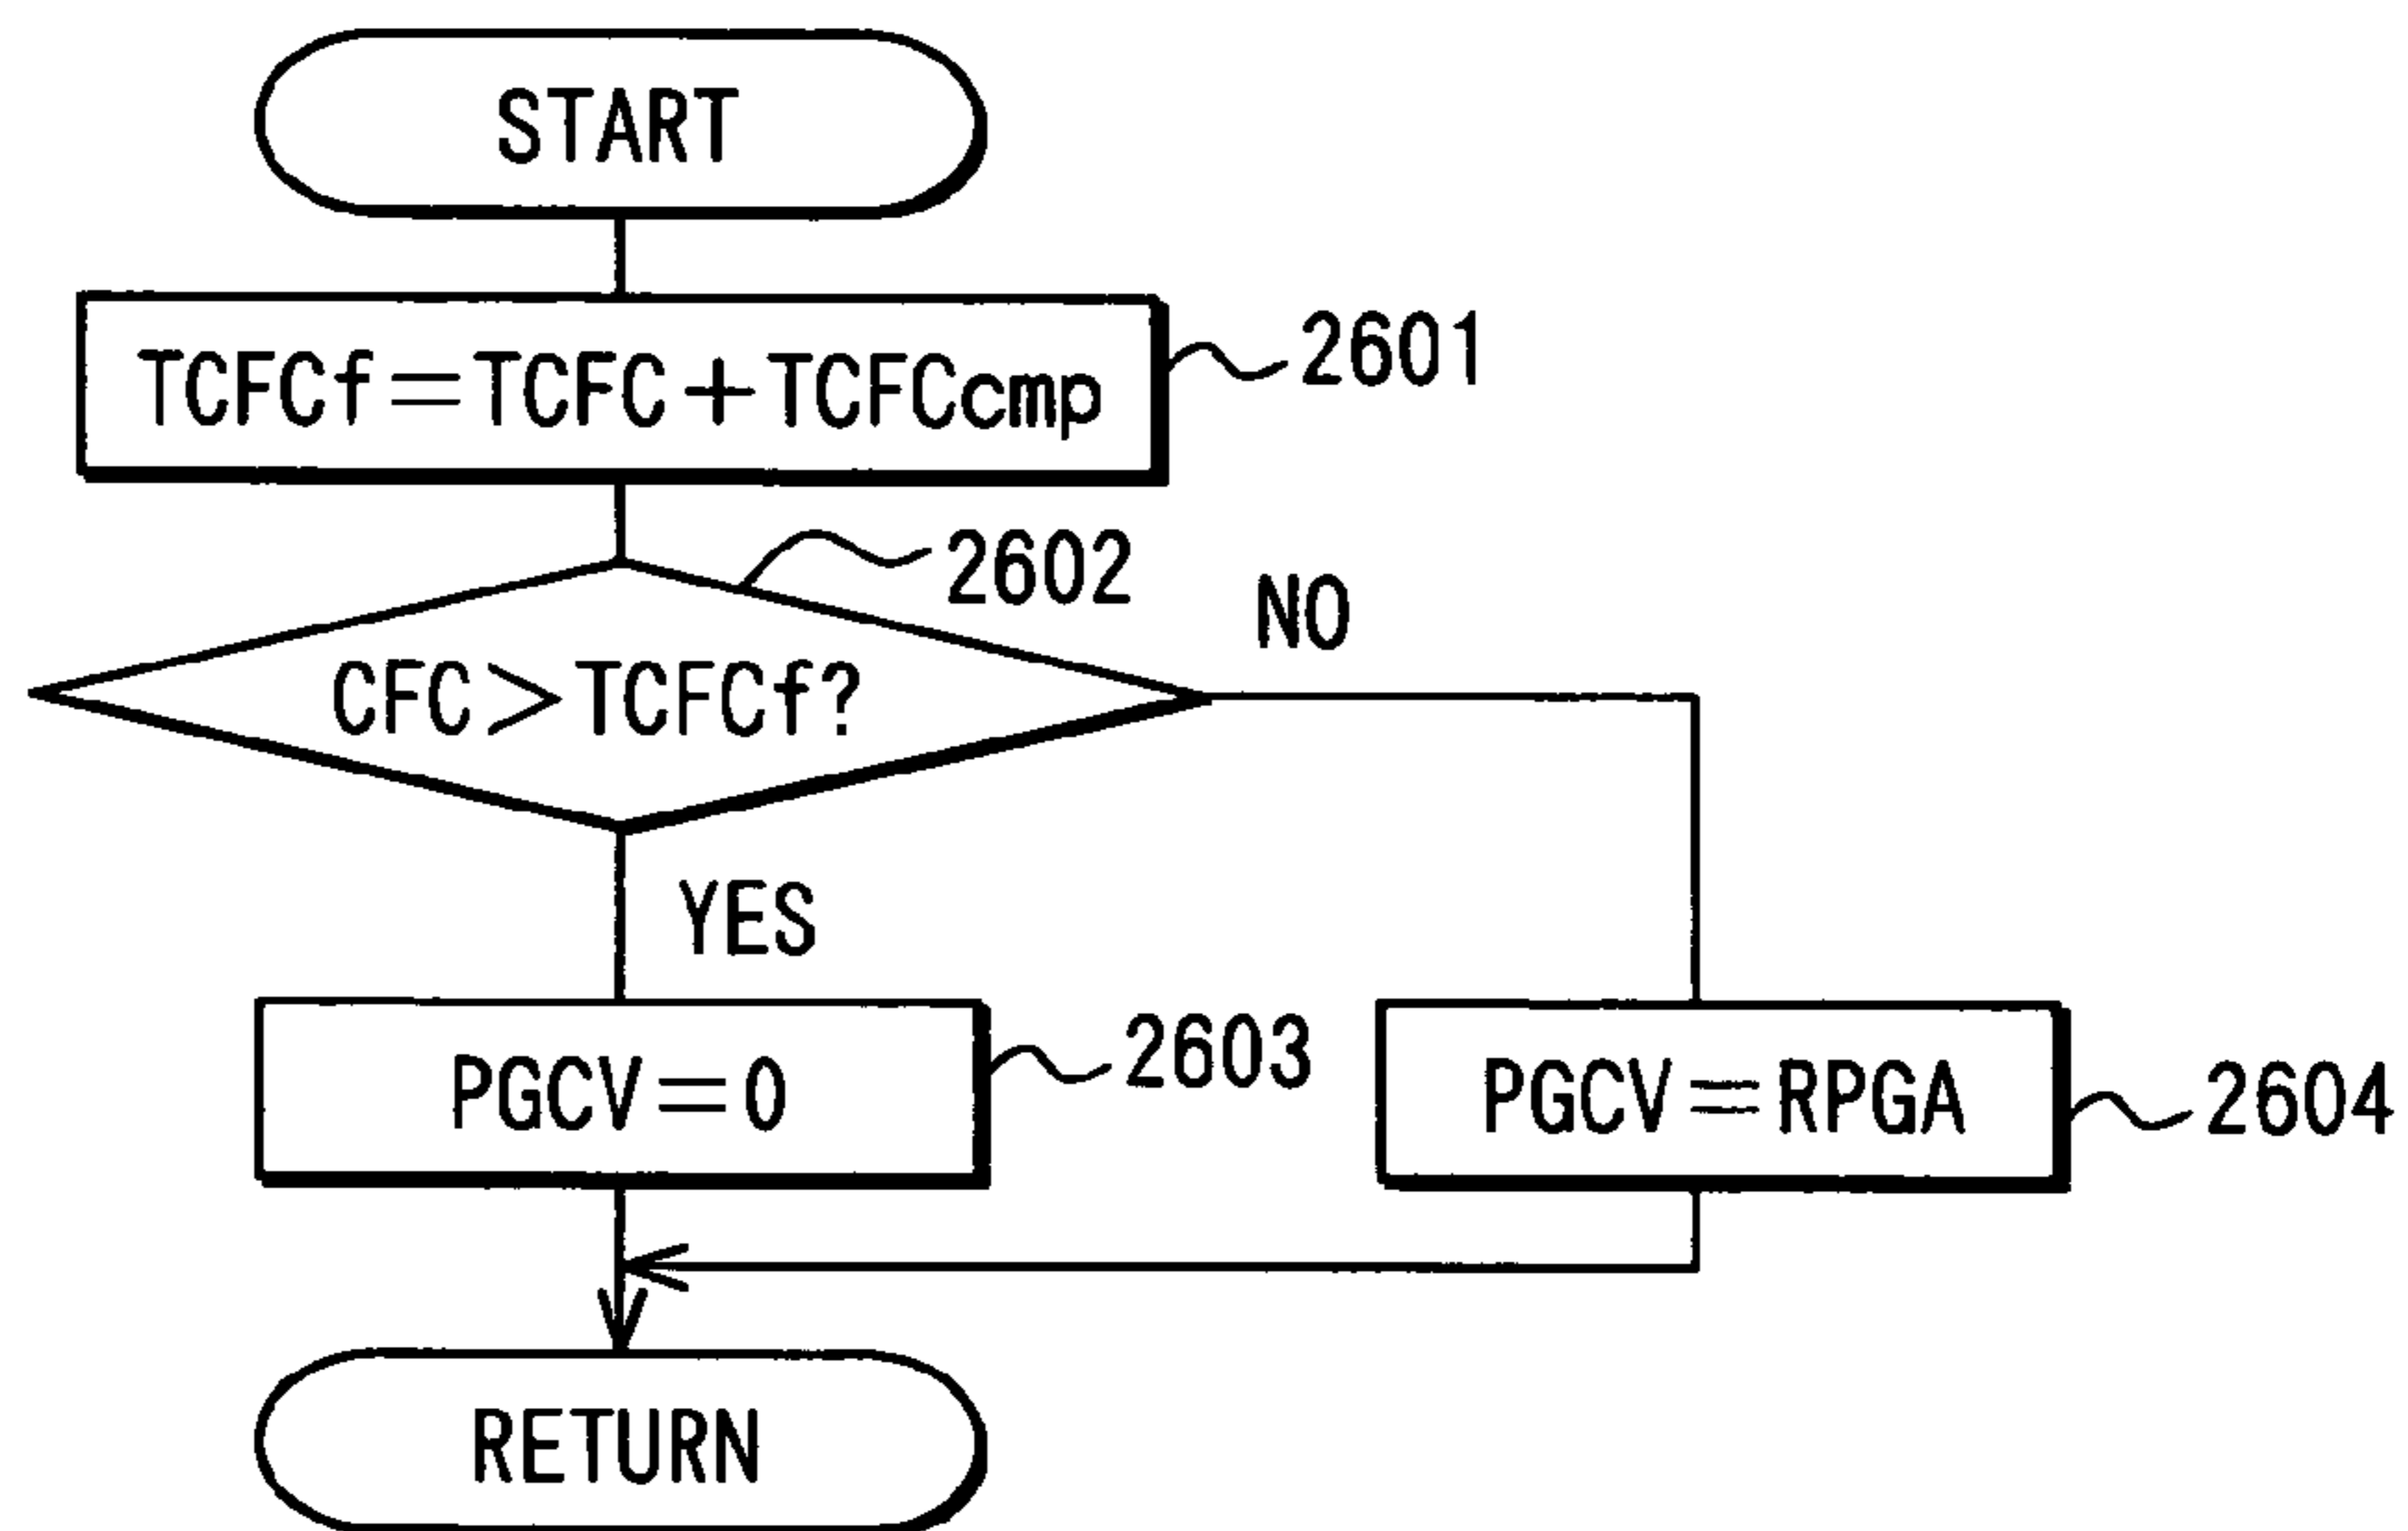 START
TCFCf=TCFC+TCFCcmp
2601
2602
NO
CFC>TCFCf?
YES
PGCV=0
2603
PGCV=RPGA
2604
RETURN